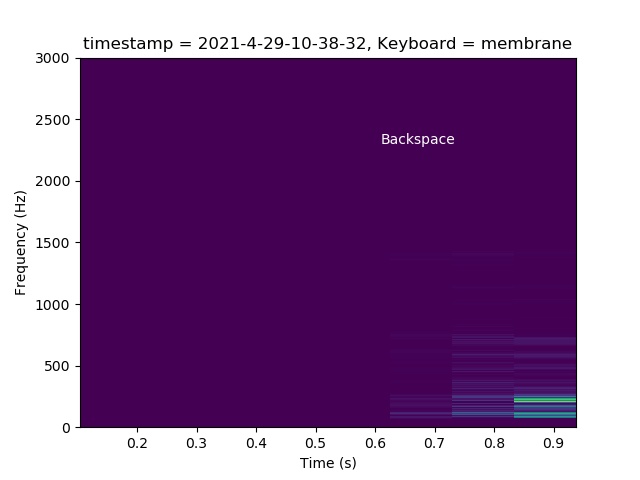 timestamp = 2021-4-29-10-38-32, Keyboard = membrane
3000
2500
2000
1500
1000
500
0
Frequency (Hz)
Backspace
0.2 0.3 0.4 0.5 0.6 0.7 0.8 0.9
Time (s)